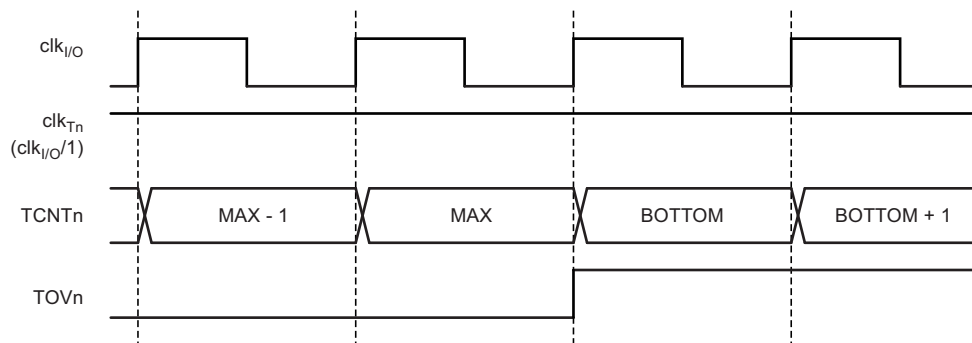 clkI/O
clkTn
(clkI/O/1)
TCNTn MAX - 1 MAX BOTTOM BOTTOM + 1
TOVn